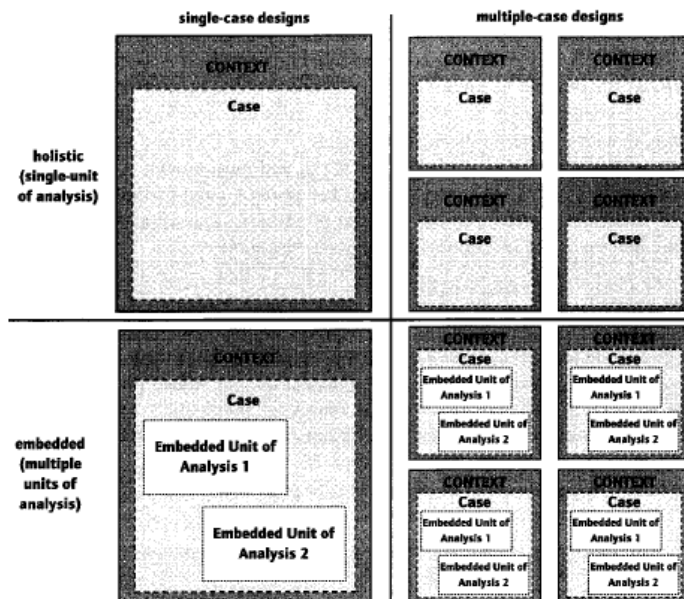 single-case designs
multiple-case designs
CONTEXT
Case
CONTEXT
Case
CONTEXT
Case
holistic
(single-unit
of analysis)
CONTEXT
Case
CONTEXT
Case
CONTEXT
Case
Embedded Unit of
Analysis 1
Embedded Unit of
Analysis 2
CONTEXT
Case
Embedded Unit of
Analysis 1
Embedded Unit of
Analysis 2
CONTEXT
Case
Embedded Unit of
Analysis 1
Embedded Unit of
Analysis 2
embedded
(multiple
units of
analysis)
CONTEXT
Case
Embedded Unit of
Analysis 1
Embedded Unit of
Analysis 2
CONTEXT
Case
Embedded Unit of
Analysis 1
Embedded Unit of
Analysis 2